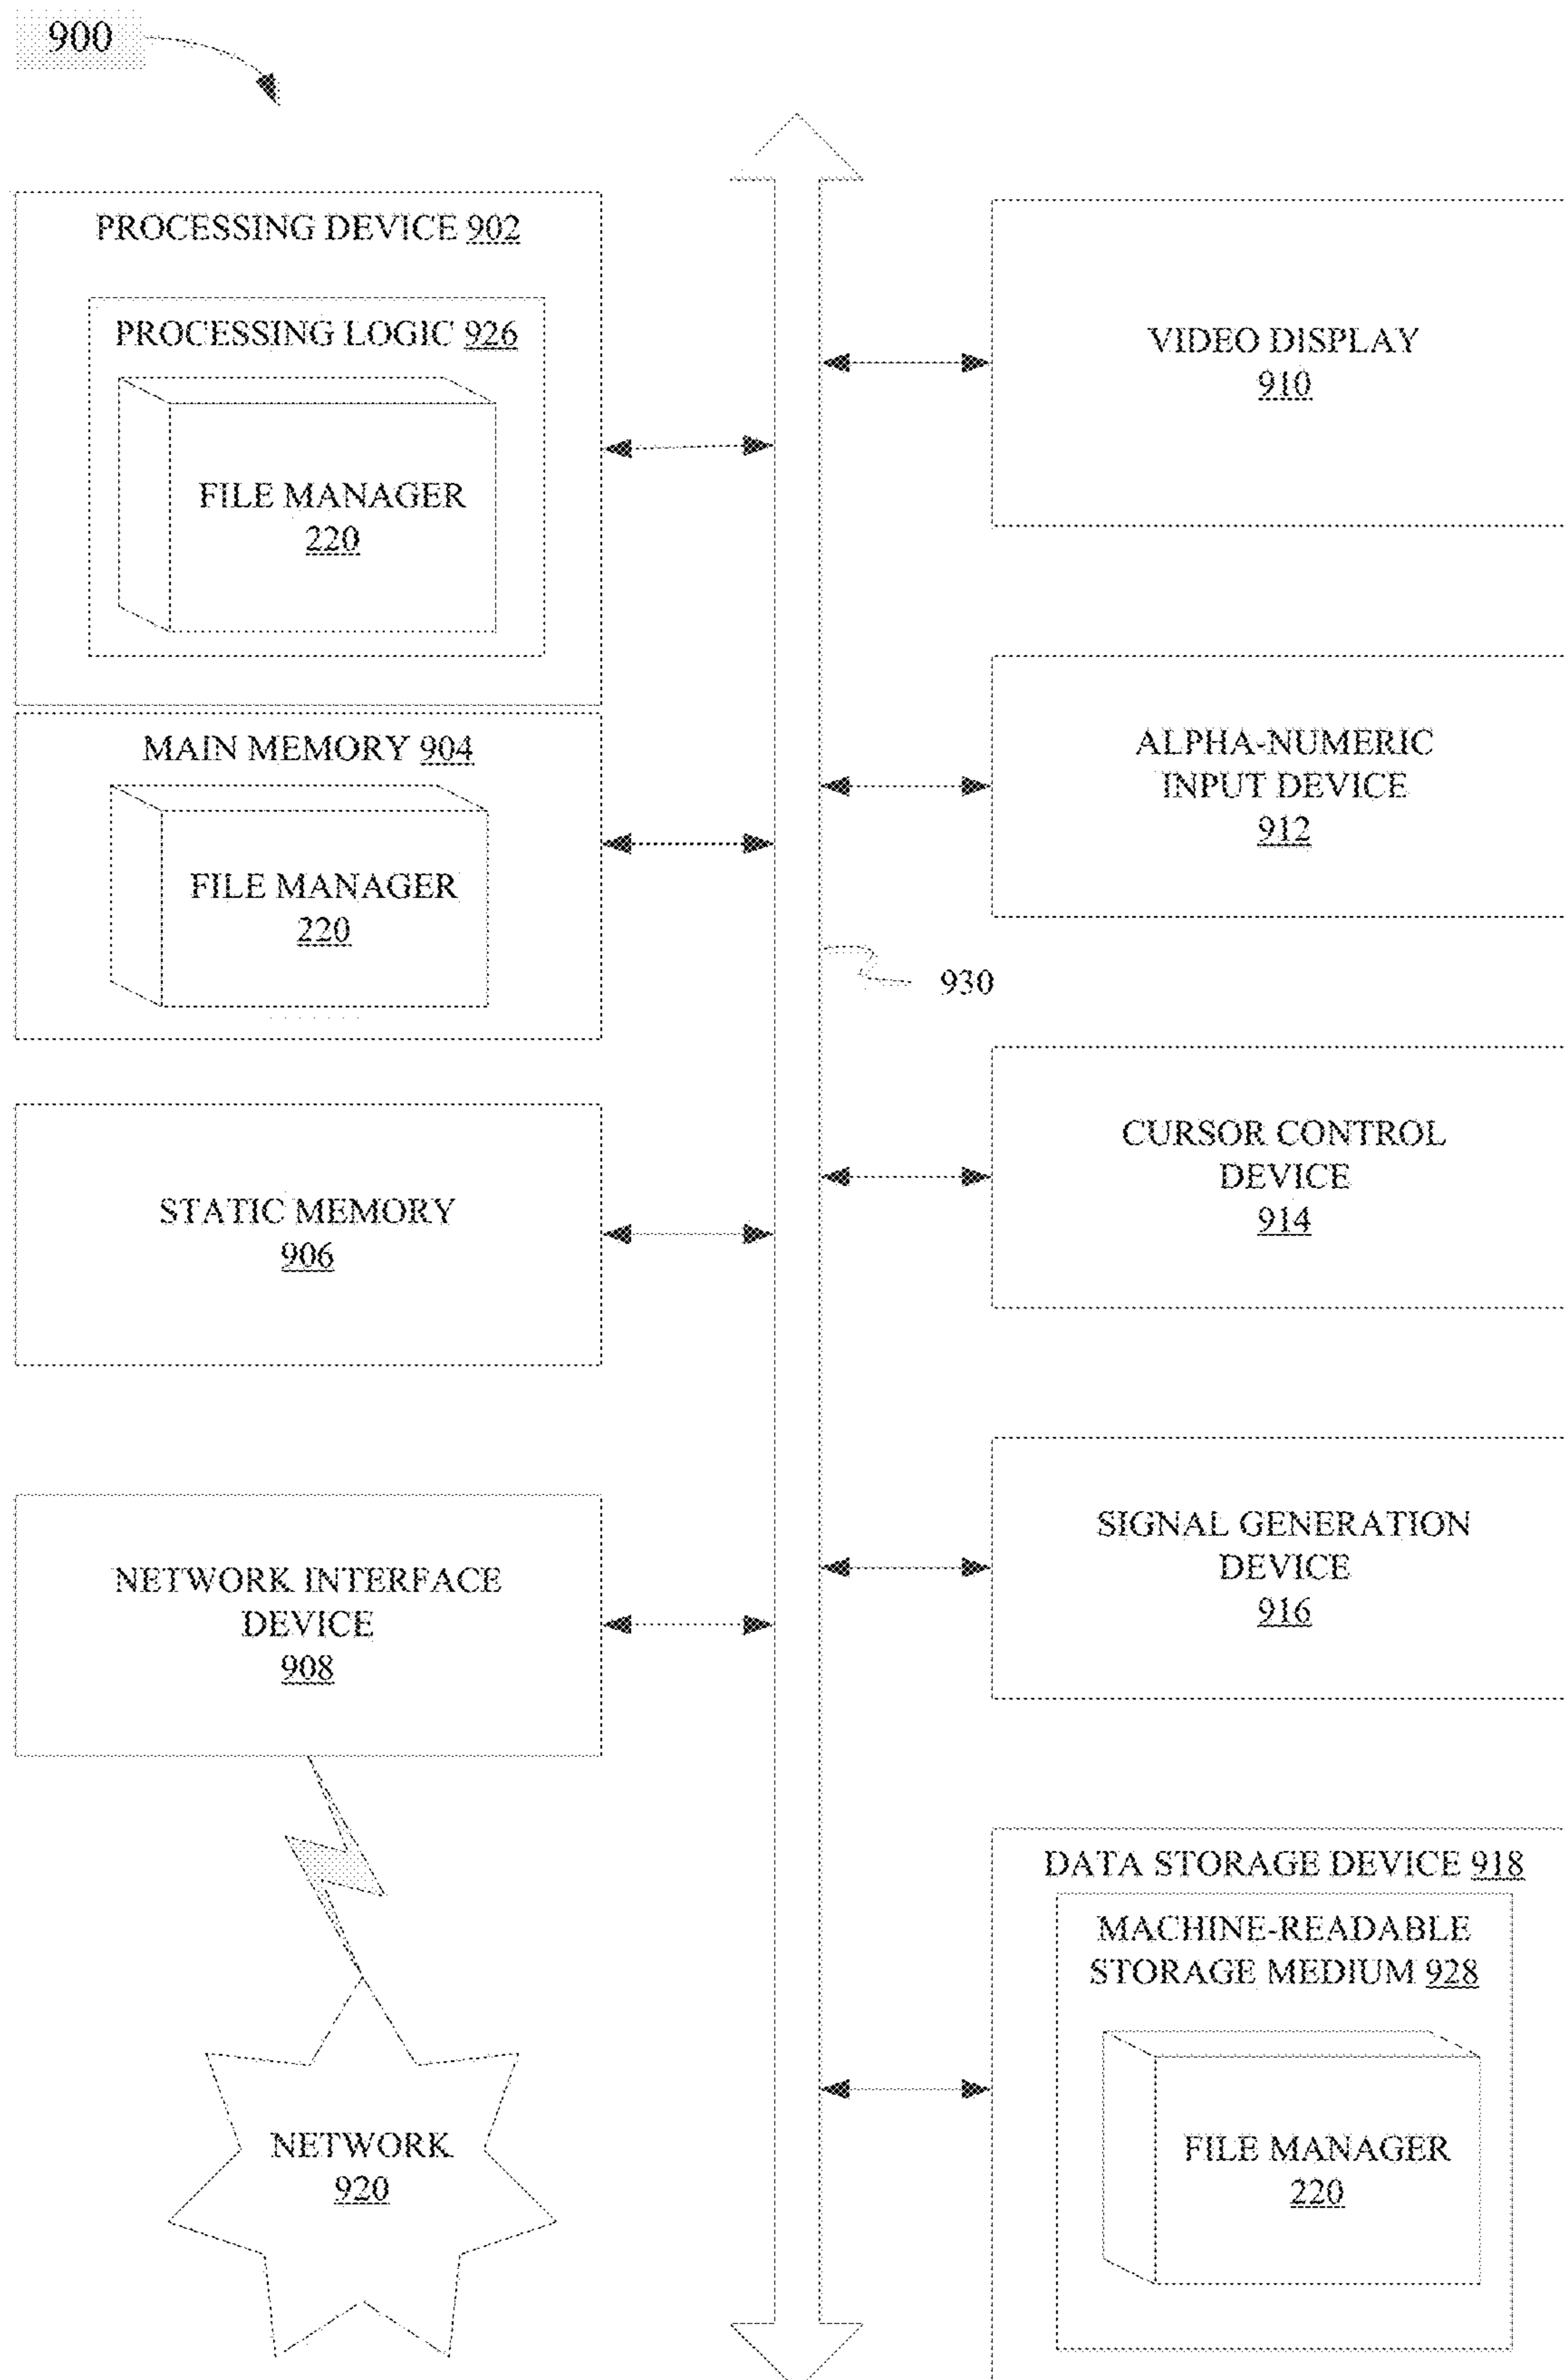 900
PROCESSING DEVICE 902
PROCESSING LOGIC 926
FILE MANAGER
220
MAIN MEMORY 904
FILE MANAGER
220
STATIC MEMORY
906
NETWORK INTERFACE
DEVICE
908
NETWORK
920
930
VIDEO DISPLAY
910
ALPHA-NUMERIC
INPUT DEVICE
912
CURSOR CONTROL
DEVICE
914
SIGNAL GENERATION
DEVICE
916
DATA STORAGE DEVICE 918
MACHINE-READABLE
STORAGE MEDIUM 928
FILE MANAGER
220